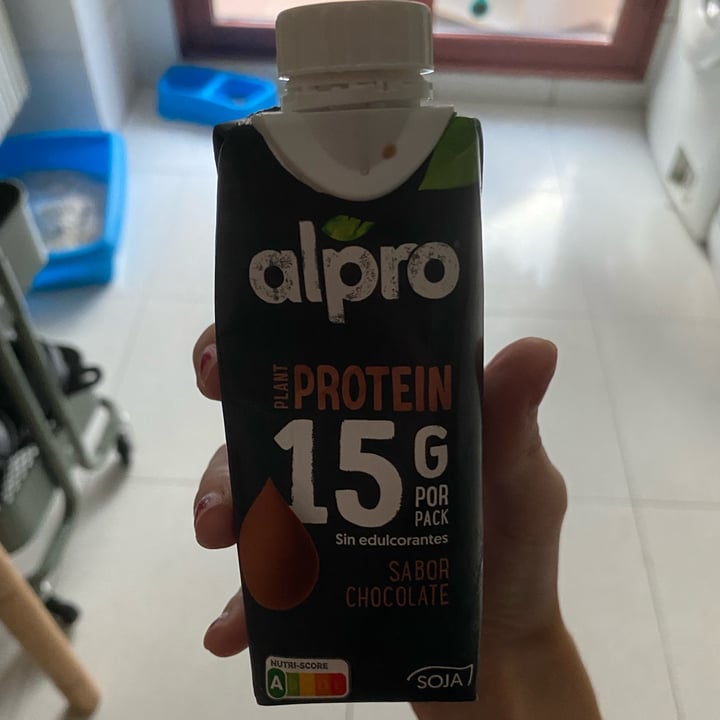 alpro
PLANT PROTEIN
15 G
POR
PACK
Sin edulcorantes
SABOR
CHOCOLATE
NUTRI-SCORE
A
SOJA